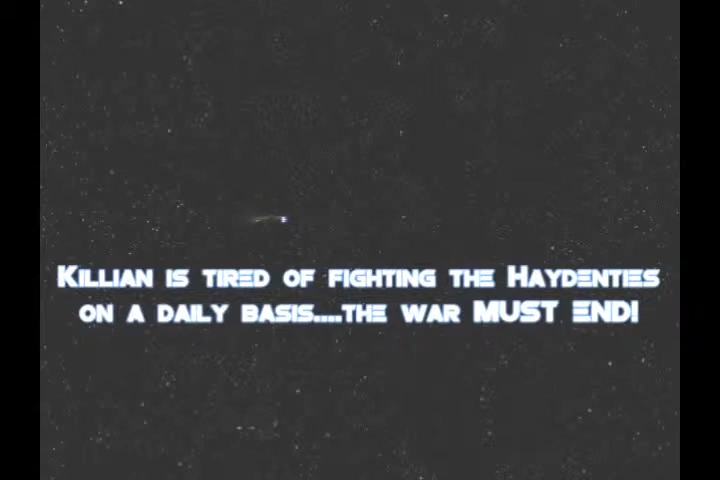 Killian is tired of fighting the Haydenties
on a daily basis....the war MUST END!